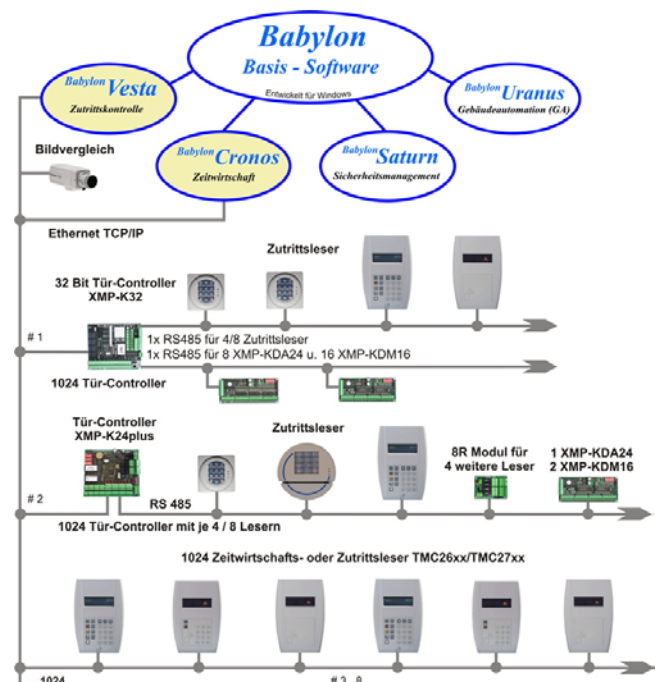 Babylon
Basis - Software
Entwickelt für Windows
Babylon Vesta
Zutrittskontrolle
Babylon Uranus
Gebäudeautomation (GA)
Bildvergleich
Babylon Cronos
Zeitwirtschaft
Babylon Saturn
Sicherheitsmanagement
Ethernet TCP/IP
Zutrittsleser
32 Bit Tür-Controller
XMP-K32
1x RS485 für 4/8 Zutrittsleser
# 1
1x RS485 für 8 XMP-KDA24 u. 16 XMP-KDM16
1024 Tür-Controller
Tür-Controller
XMP-K24plus
Zutrittsleser
8R Modul für
4 weitere Leser
1 XMP-KDA24
2 XMP-KDM16
# 2
RS 485
1024 Tür-Controller mit je 4 / 8 Lesern
1024 Zeitwirtschafts- oder Zutrittsleser TMC26xx/TMC27xx
1024
# 3 - 8